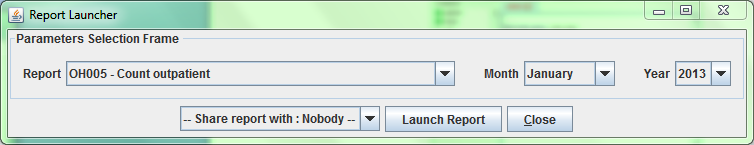 Report Launcher
Parameters Selection Frame
Report OH005 - Count outpatient Month January Year 2013
-- Share report with : Nobody -- Launch Report Close